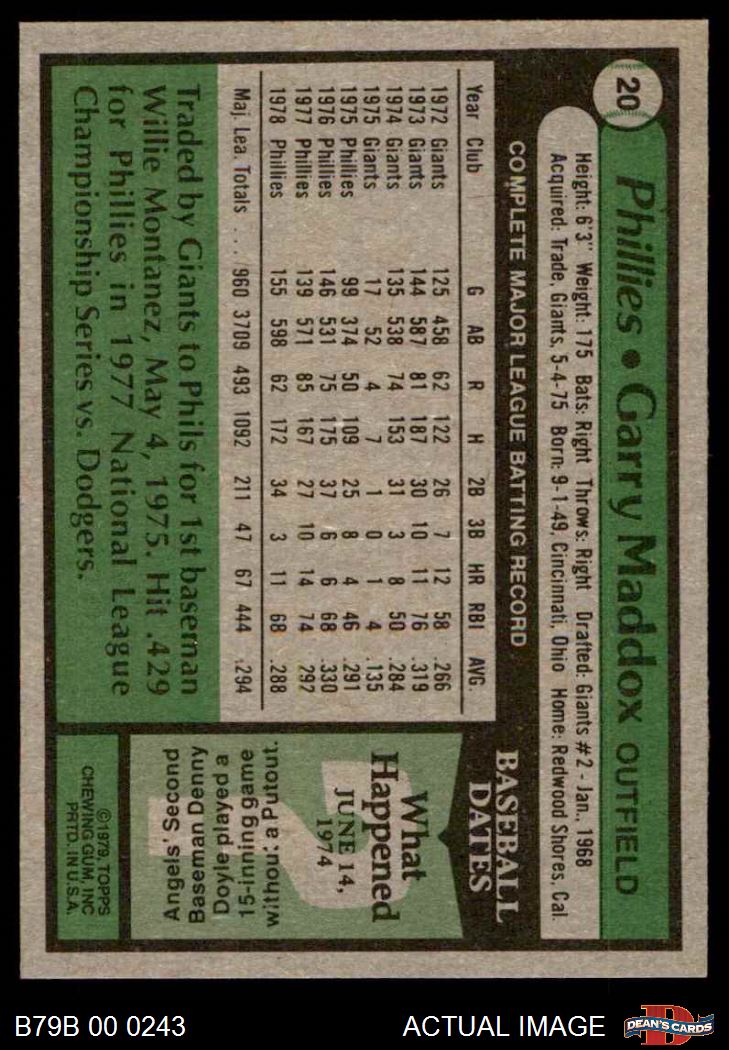 20
Phillies • Garry Maddox OUTFIELD
Height: 6'3" Weight: 175 Bats: Right Throws: Right Drafted: Giants #2 - Jan., 1968
Acquired: Trade, Giants, 5-4-75 Born: 9-1-49, Cincinnati, Ohio Home: Redwood Shores, Cal.
COMPLETE MAJOR LEAGUE BATTING RECORD
Year Club G AB R H 2B 3B HR RBI AVG.
1972 Giants 125 458 62 122 26 7 12 58 .266
1973 Giants 144 587 81 187 30 10 11 76 .319
1974 Giants 135 538 74 153 31 3 8 50 .284
1975 Giants 17 52 4 7 1 0 1 4 .135
1975 Phillies 99 374 50 109 25 8 4 46 .291
1976 Phillies 146 531 75 175 37 6 6 68 .330
1977 Phillies 139 571 85 167 27 10 14 74 .292
1978 Phillies 155 598 62 172 34 3 11 68 .288
Maj. Lea. Totals . . . 960 3709 493 1092 211 47 67 444 .294
Traded by Giants to Phils for 1st baseman
Willie Montanez, May 4, 1975. Hit .429
for Phillies in 1977 National League
Championship Series vs. Dodgers.
BASEBALL
DATES
What
Happened
JUNE 14,
1974
Angels' Second
Baseman Denny
Doyle played a
15-inning game
without a Putout.
©1979, TOPPS
CHEWING GUM, INC
PRTD. IN U.S.A.
B79B 00 0243
ACTUAL IMAGE
DEAN'S CARDS